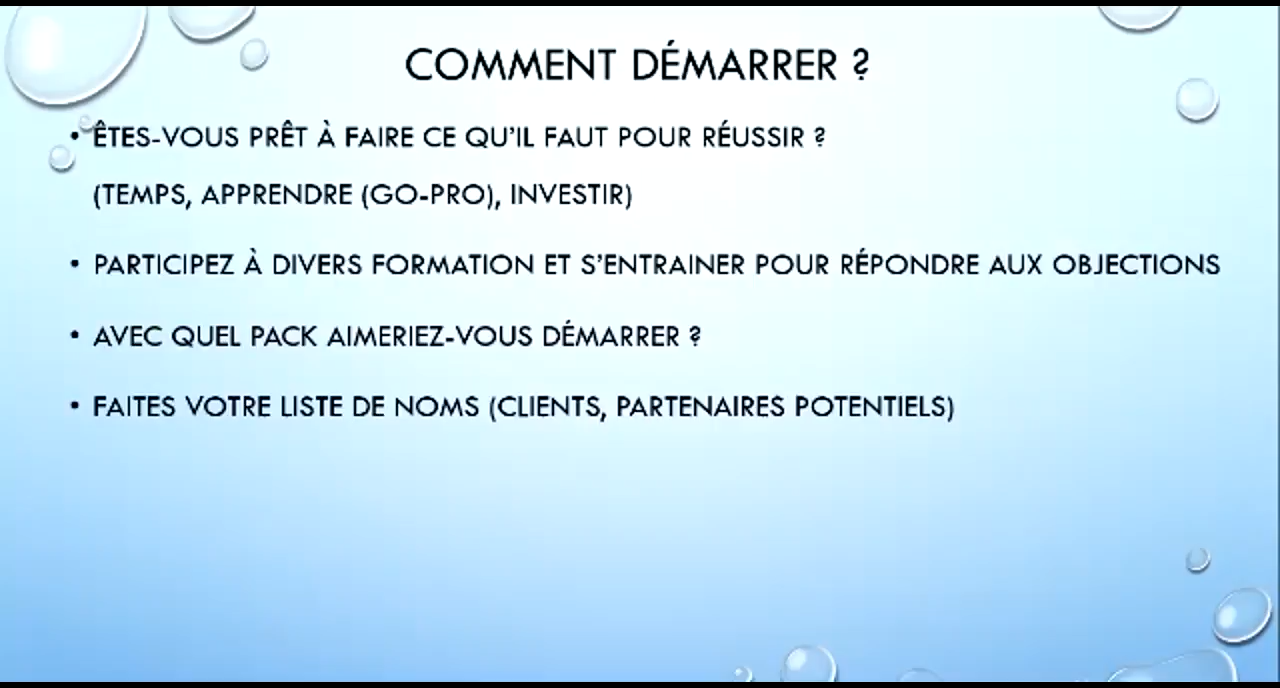 COMMENT DÉMARRER ?
• ÊTES-VOUS PRÊT À FAIRE CE QU'IL FAUT POUR RÉUSSIR ?
(TEMPS, APPRENDRE (GO-PRO), INVESTIR)
• PARTICIPEZ À DIVERS FORMATION ET S'ENTRAINER POUR RÉPONDRE AUX OBJECTIONS
• AVEC QUEL PACK AIMERIEZ-VOUS DÉMARRER ?
• FAITES VOTRE LISTE DE NOMS (CLIENTS, PARTENAIRES POTENTIELS)